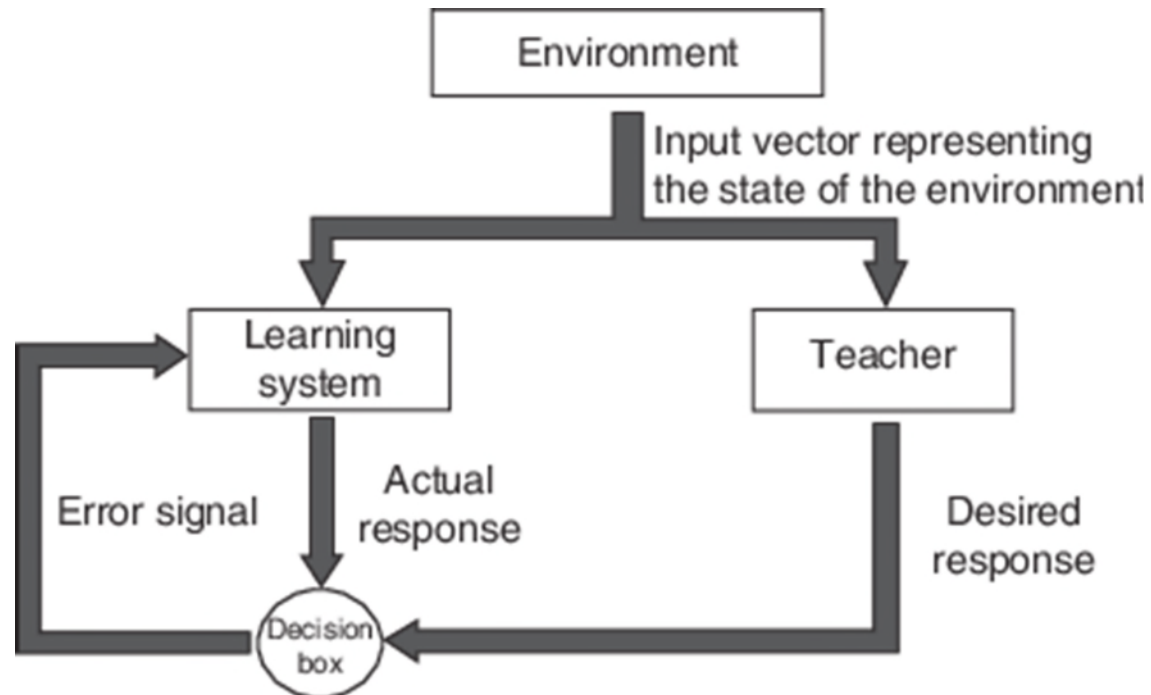 Environment
Input vector representing
the state of the environment
Learning
system
Teacher
Error signal
Actual
response
Desired
response
Decision
box